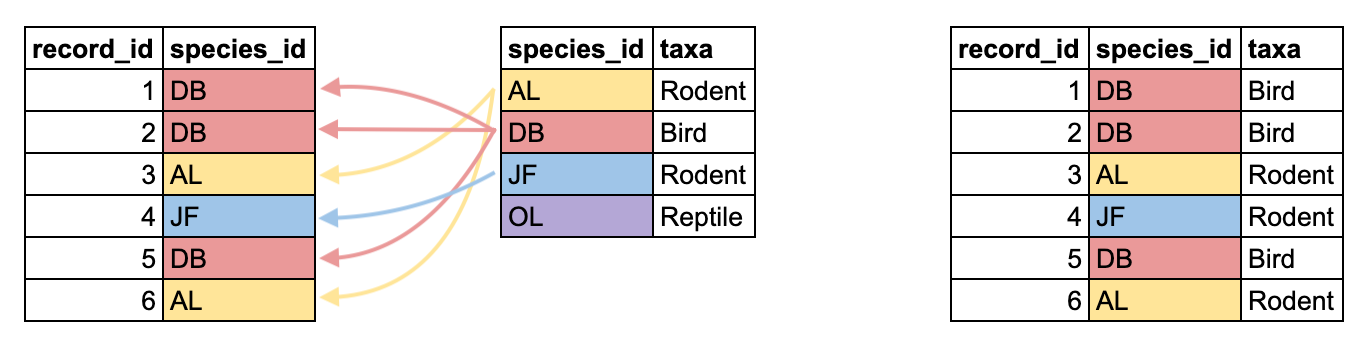 record_id species_id
1 DB
2 DB
3 AL
4 JF
5 DB
6 AL
species_id taxa
AL Rodent
DB Bird
JF Rodent
OL Reptile
record_id species_id taxa
1 DB Bird
2 DB Bird
3 AL Rodent
4 JF Rodent
5 DB Bird
6 AL Rodent